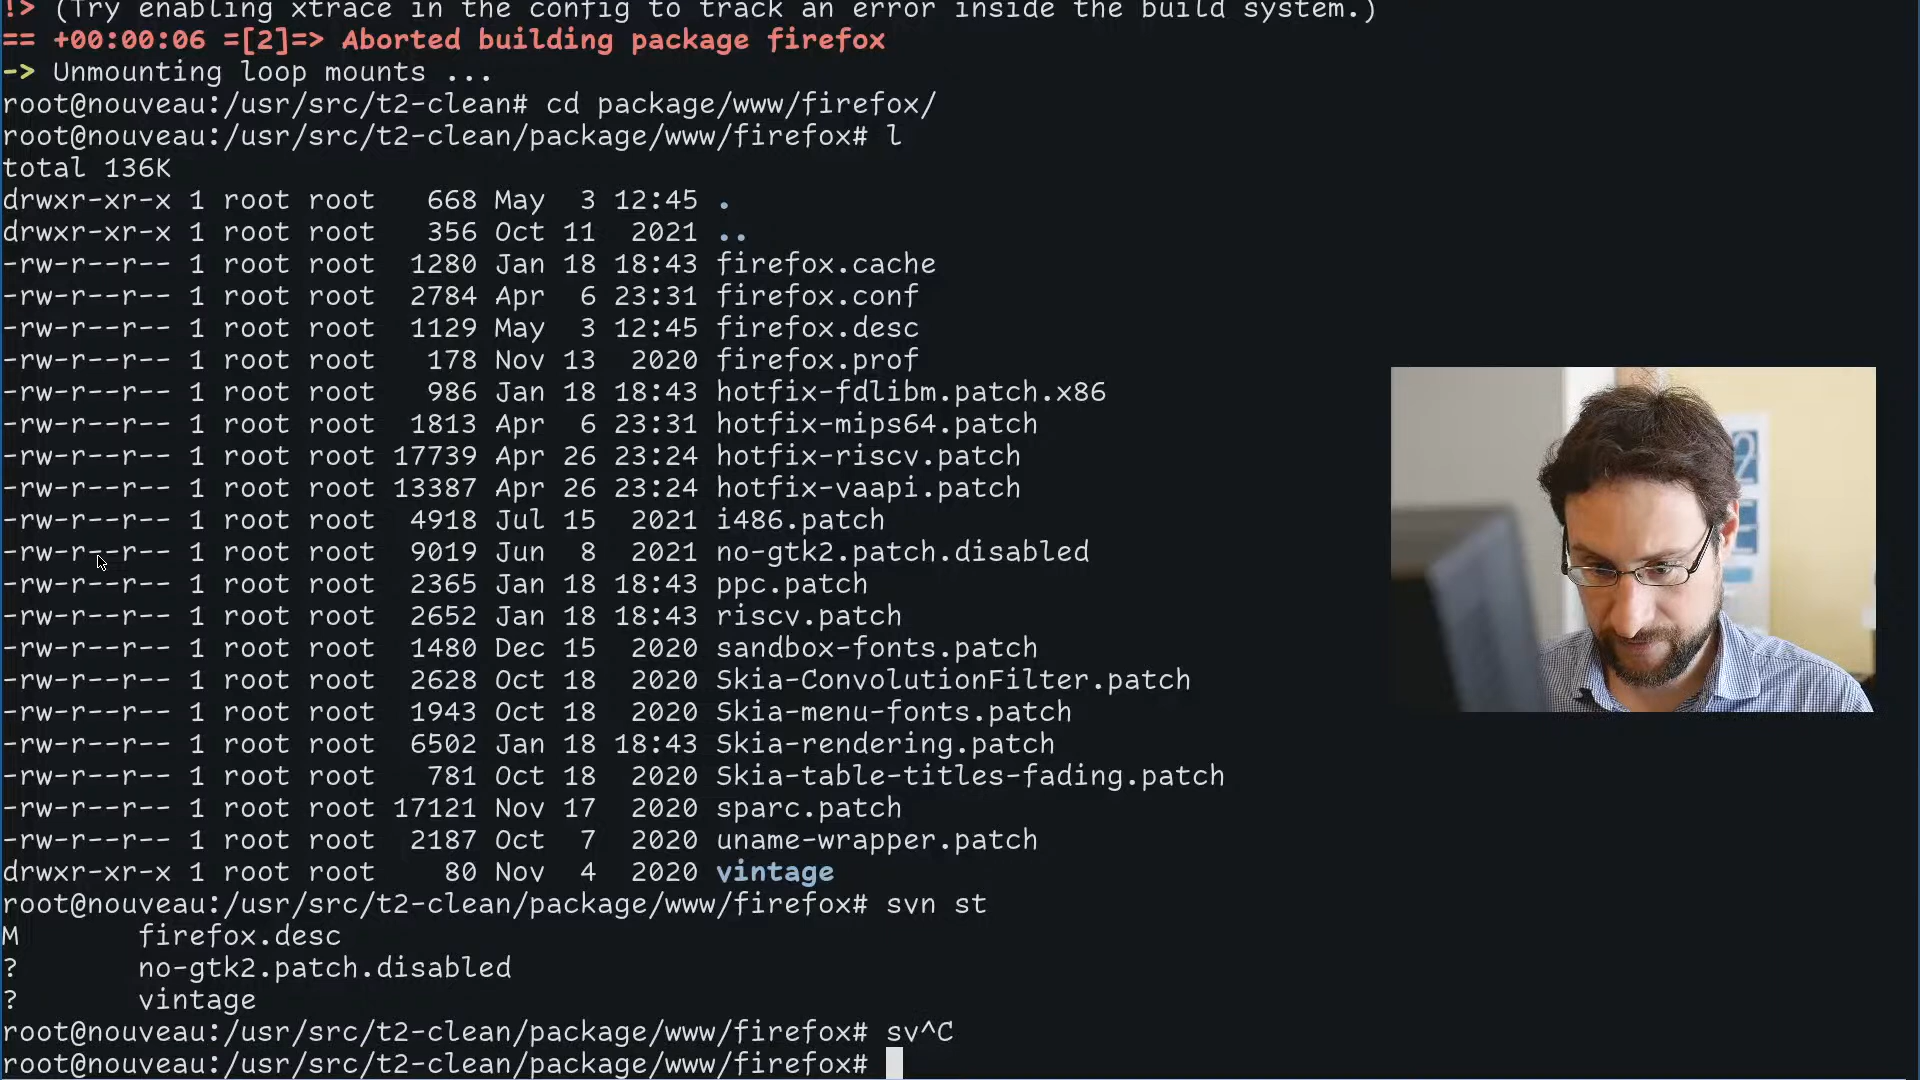 !> (Try enabling xtrace in the config to track an error inside the build system.)
== +00:00:06 =[2]=> Aborted building package firefox
-> Unmounting loop mounts ...
root@nouveau:/usr/src/t2-clean# cd package/www/firefox/
root@nouveau:/usr/src/t2-clean/package/www/firefox# l
total 136K
drwxr-xr-x 1 root root   668 May  3 12:45 .
drwxr-xr-x 1 root root   356 Oct 11  2021 ..
-rw-r--r-- 1 root root  1280 Jan 18 18:43 firefox.cache
-rw-r--r-- 1 root root  2784 Apr  6 23:31 firefox.conf
-rw-r--r-- 1 root root  1129 May  3 12:45 firefox.desc
-rw-r--r-- 1 root root   178 Nov 13  2020 firefox.prof
-rw-r--r-- 1 root root   986 Jan 18 18:43 hotfix-fdlibm.patch.x86
-rw-r--r-- 1 root root  1813 Apr  6 23:31 hotfix-mips64.patch
-rw-r--r-- 1 root root 17739 Apr 26 23:24 hotfix-riscv.patch
-rw-r--r-- 1 root root 13387 Apr 26 23:24 hotfix-vaapi.patch
-rw-r--r-- 1 root root  4918 Jul 15  2021 i486.patch
-rw-r--r-- 1 root root  9019 Jun  8  2021 no-gtk2.patch.disabled
-rw-r--r-- 1 root root  2365 Jan 18 18:43 ppc.patch
-rw-r--r-- 1 root root  2652 Jan 18 18:43 riscv.patch
-rw-r--r-- 1 root root  1480 Dec 15  2020 sandbox-fonts.patch
-rw-r--r-- 1 root root  2628 Oct 18  2020 Skia-ConvolutionFilter.patch
-rw-r--r-- 1 root root  1943 Oct 18  2020 Skia-menu-fonts.patch
-rw-r--r-- 1 root root  6502 Jan 18 18:43 Skia-rendering.patch
-rw-r--r-- 1 root root   781 Oct 18  2020 Skia-table-titles-fading.patch
-rw-r--r-- 1 root root 17121 Nov 17  2020 sparc.patch
-rw-r--r-- 1 root root  2187 Oct  7  2020 uname-wrapper.patch
drwxr-xr-x 1 root root    80 Nov  4  2020 vintage
root@nouveau:/usr/src/t2-clean/package/www/firefox# svn st
M       firefox.desc
?       no-gtk2.patch.disabled
?       vintage
root@nouveau:/usr/src/t2-clean/package/www/firefox# sv^C
root@nouveau:/usr/src/t2-clean/package/www/firefox#